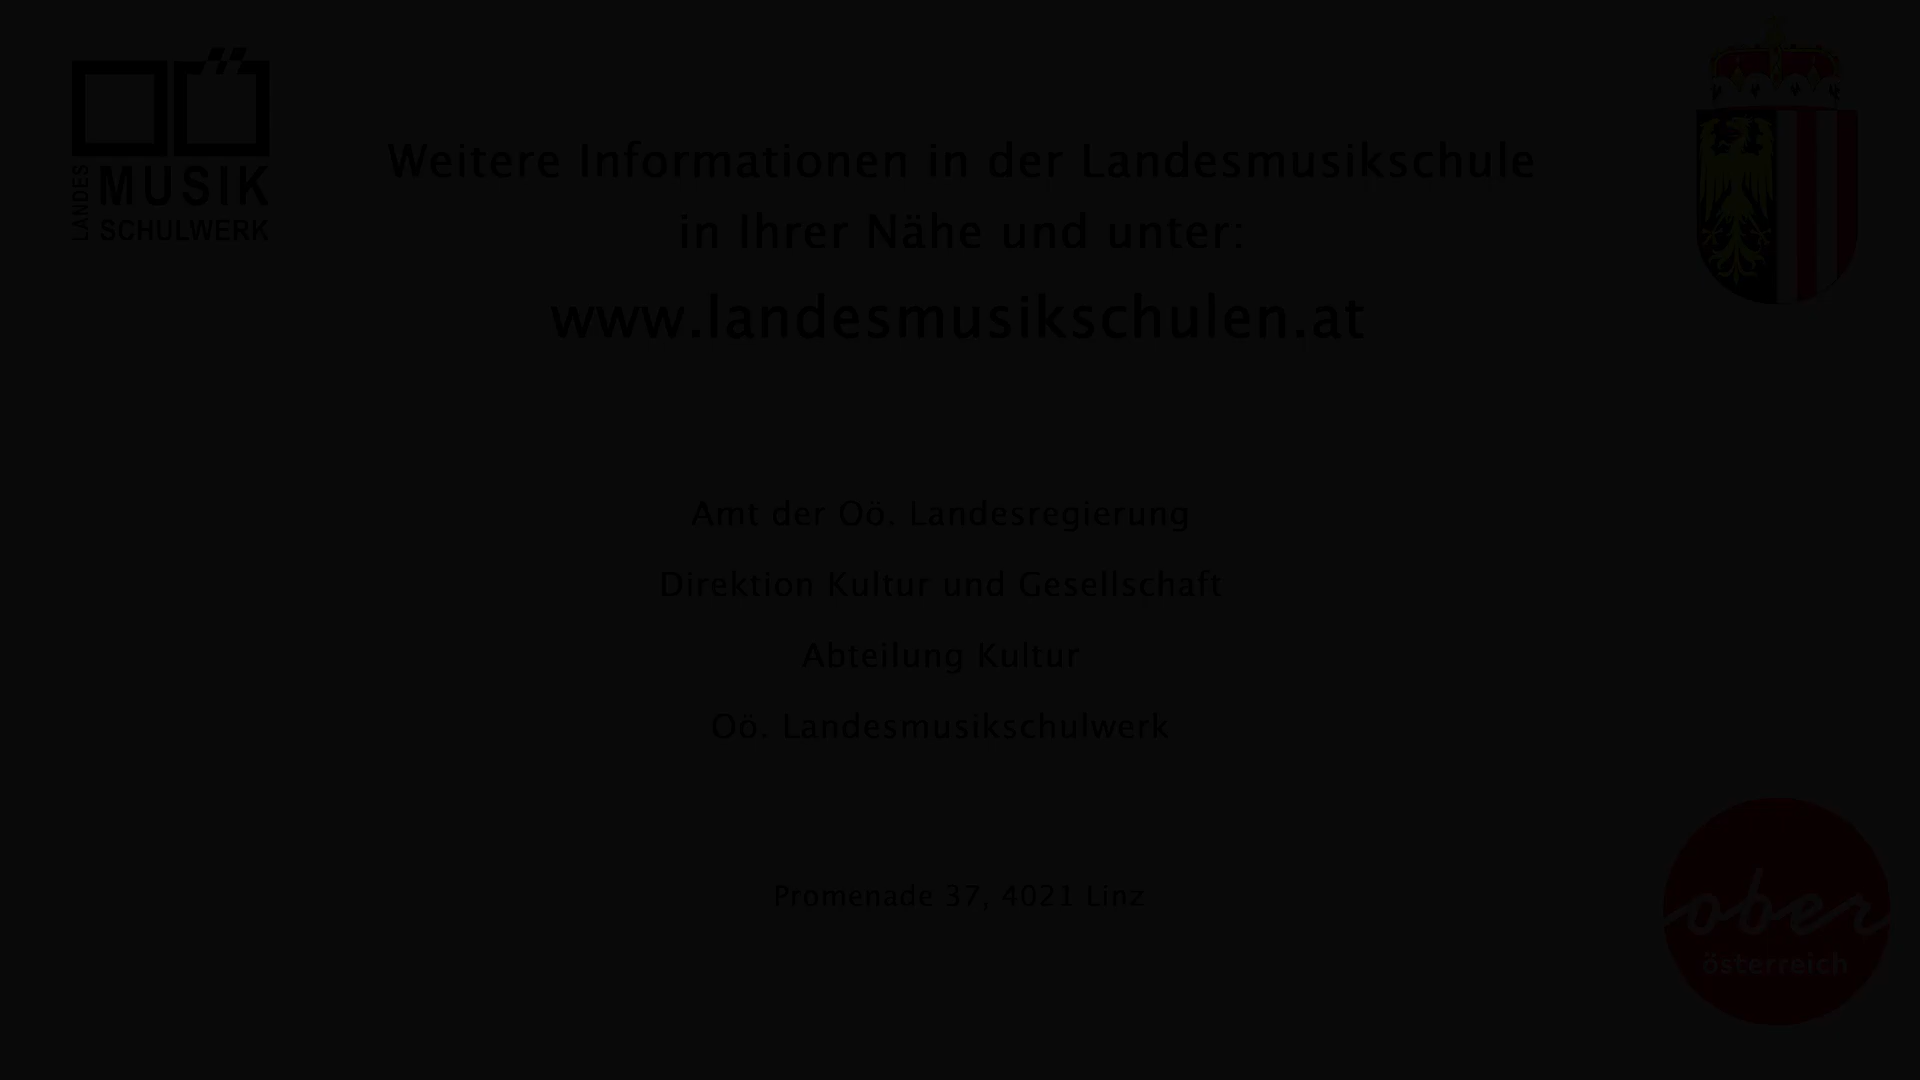 OÖ
LANDES
MUSIK
SCHULWERK
Weitere Informationen in der Landesmusikschule
in Ihrer Nähe und unter:
www.landesmusikschulen.at
Amt der Oö. Landesregierung
Direktion Kultur und Gesellschaft
Abteilung Kultur
Oö. Landesmusikschulwerk
Promenade 37, 4021 Linz
ober
österreich